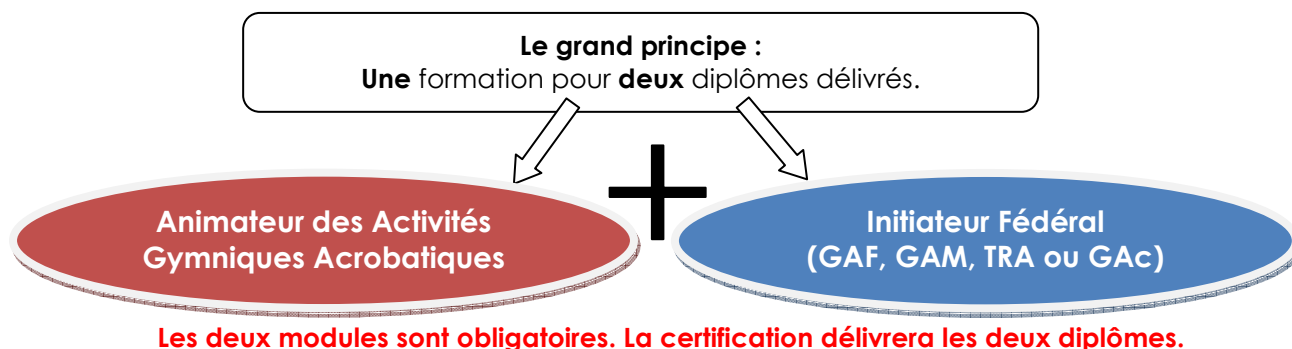 Le grand principe :
Une formation pour deux diplômes délivrés.
Animateur des Activités
Gymniques Acrobatiques
Initiateur Fédéral
(GAF, GAM, TRA ou GAc)
Les deux modules sont obligatoires. La certification délivrera les deux diplômes.